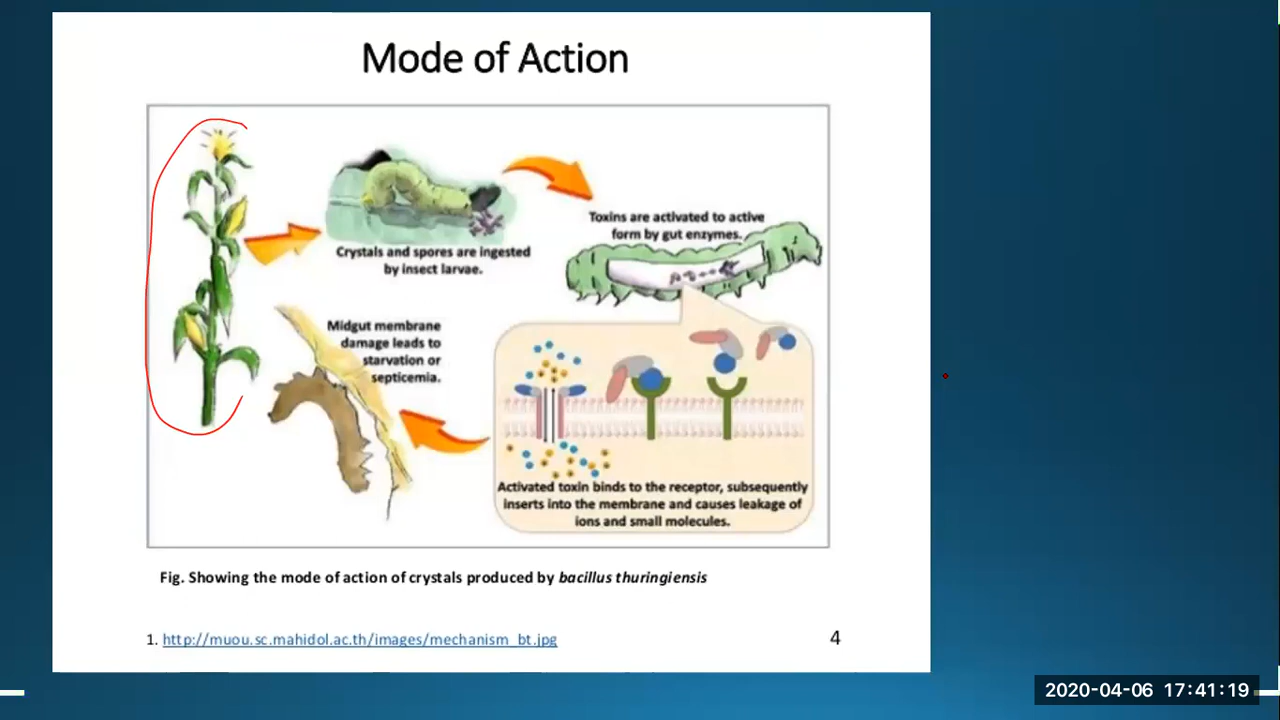 Mode of Action
Crystals and spores are ingested
by insect larvae.
Toxins are activated to active
form by gut enzymes.
Midgut membrane
damage leads to
starvation or
septicemia.
Activated toxin binds to the receptor, subsequently
inserts into the membrane and causes leakage of
ions and small molecules.
Fig. Showing the mode of action of crystals produced by bacillus thuringiensis
1. http://muou.sc.mahidol.ac.th/images/mechanism_bt.jpg
4
2020-04-06 17:41:19